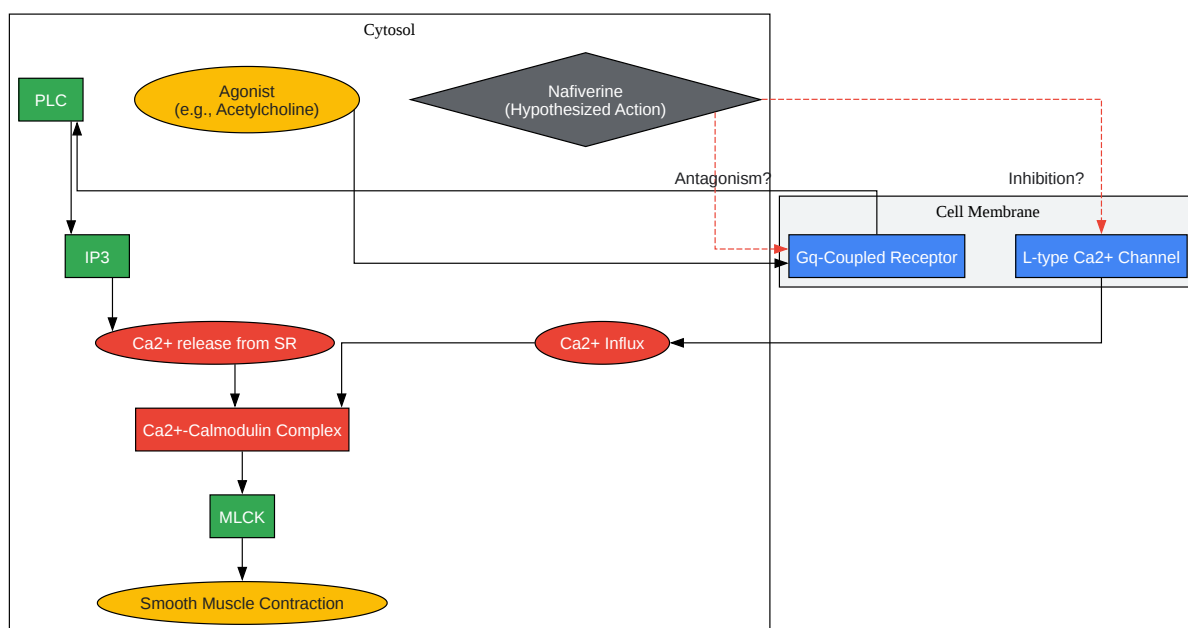 Cytosol
PLC
Agonist
(e.g., Acetylcholine)
Nafiverine
(Hypothesized Action)
Antagonism?
Inhibition?
Cell Membrane
IP3
Gq-Coupled Receptor
L-type Ca2+ Channel
Ca2+ release from SR
Ca2+ Influx
Ca2+-Calmodulin Complex
MLCK
Smooth Muscle Contraction